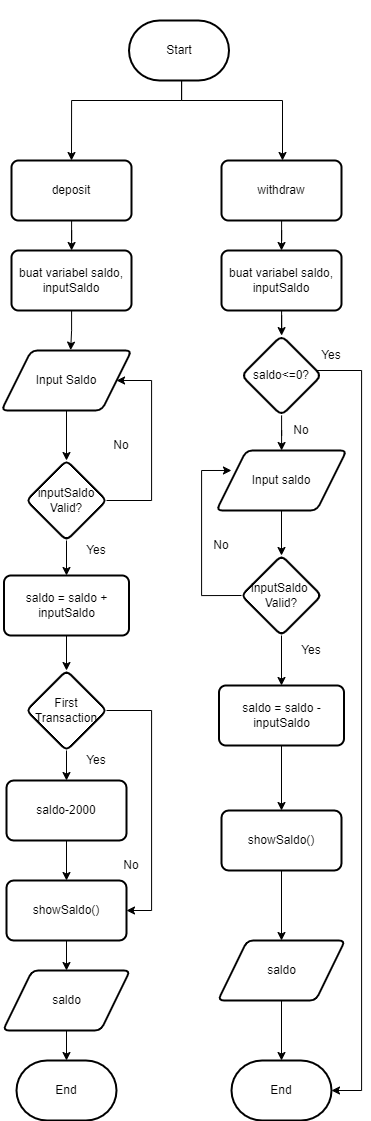 Start
deposit
buat variabel saldo,
inputSaldo
Input Saldo
No
inputSaldo
Valid?
Yes
saldo = saldo +
inputSaldo
First
Transaction
Yes
saldo-2000
No
showSaldo()
saldo
End
withdraw
buat variabel saldo,
inputSaldo
saldo<=0?
Yes
No
Input saldo
No
inputSaldo
Valid?
Yes
saldo = saldo -
inputSaldo
showSaldo()
saldo
End